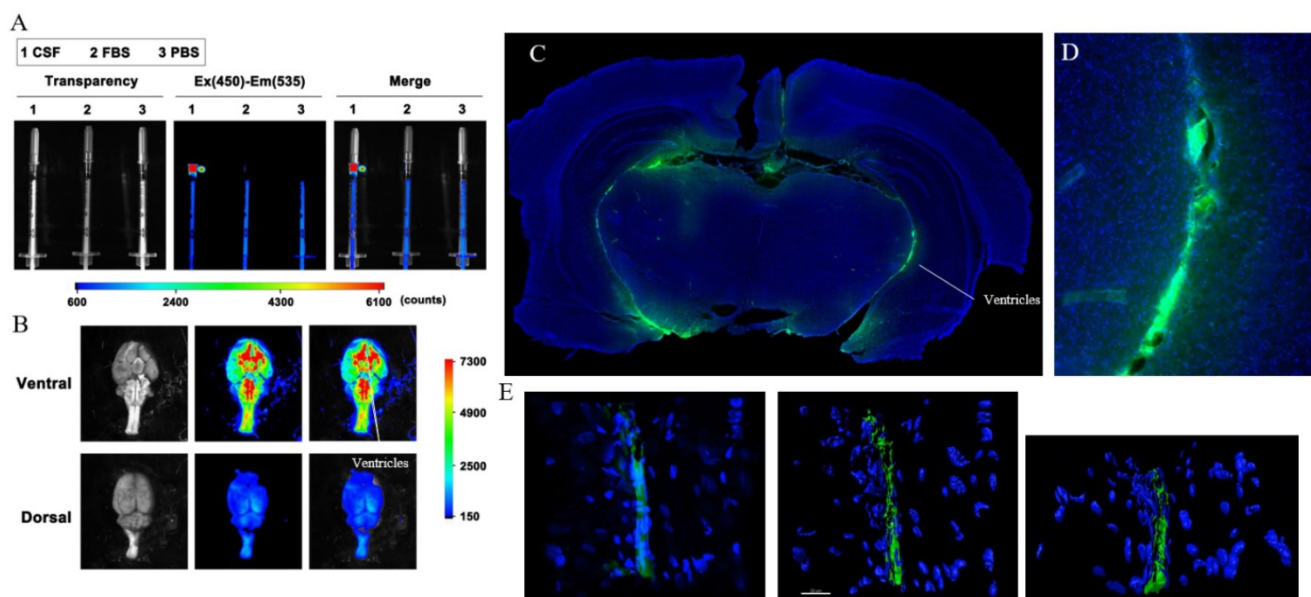 A
1 CSF 2 FBS 3 PBS
Transparency Ex(450)-Em(535) Merge
1 2 3 1 2 3 1 2 3
600 2400 4300 6100 (counts)
B
Ventral
Dorsal
Ventricles
7300
4900
2500
150
C
Ventricles
D
E